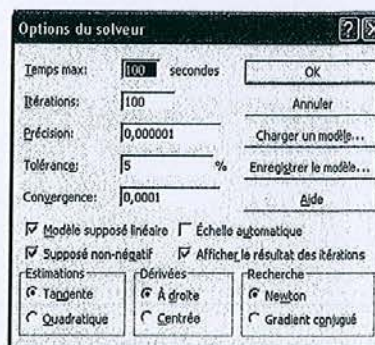 Options du solveur
Temps max: 100 secondes OK
Itérations: 100 Annuler
Précision: 0,000001 Charger un modèle...
Tolérance: 5 % Enregistrer le modèle...
Convergence: 0,0001 Aide
Modèle supposé linéaire Échelle automatique
Supposé non-négatif Afficher le résultat des itérations
Estimations Dérivées Recherche
Tangente À droite Newton
Quadratique Centrée Gradient conjugué